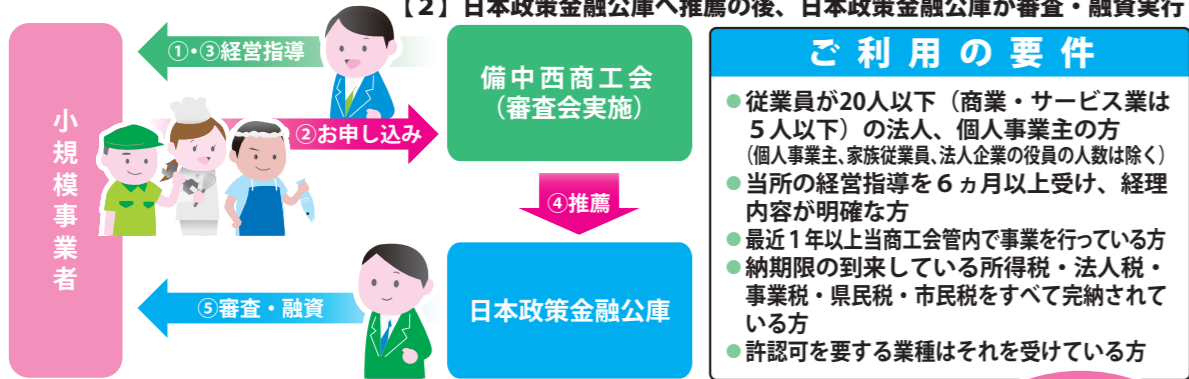 【2】日本政策金融公庫へ推薦の後、日本政策金融公庫が審査・融資実行
小規模事業者
①・③経営指導
②お申し込み
備中西商工会
（審査会実施）
④推薦
⑤審査・融資
日本政策金融公庫
ご利用の要件
●従業員が20人以下（商業・サービス業は
５人以下）の法人、個人事業主の方
（個人事業主、家族従業員、法人企業の役員の人数は除く）
●当所の経営指導を６ヵ月以上受け、経理
内容が明確な方
●最近１年以上当商工会管内で事業を行っている方
●納期限の到来している所得税・法人税・
事業税・県民税・市民税をすべて完納されて
いる方
●許認可を要する業種はそれを受けている方